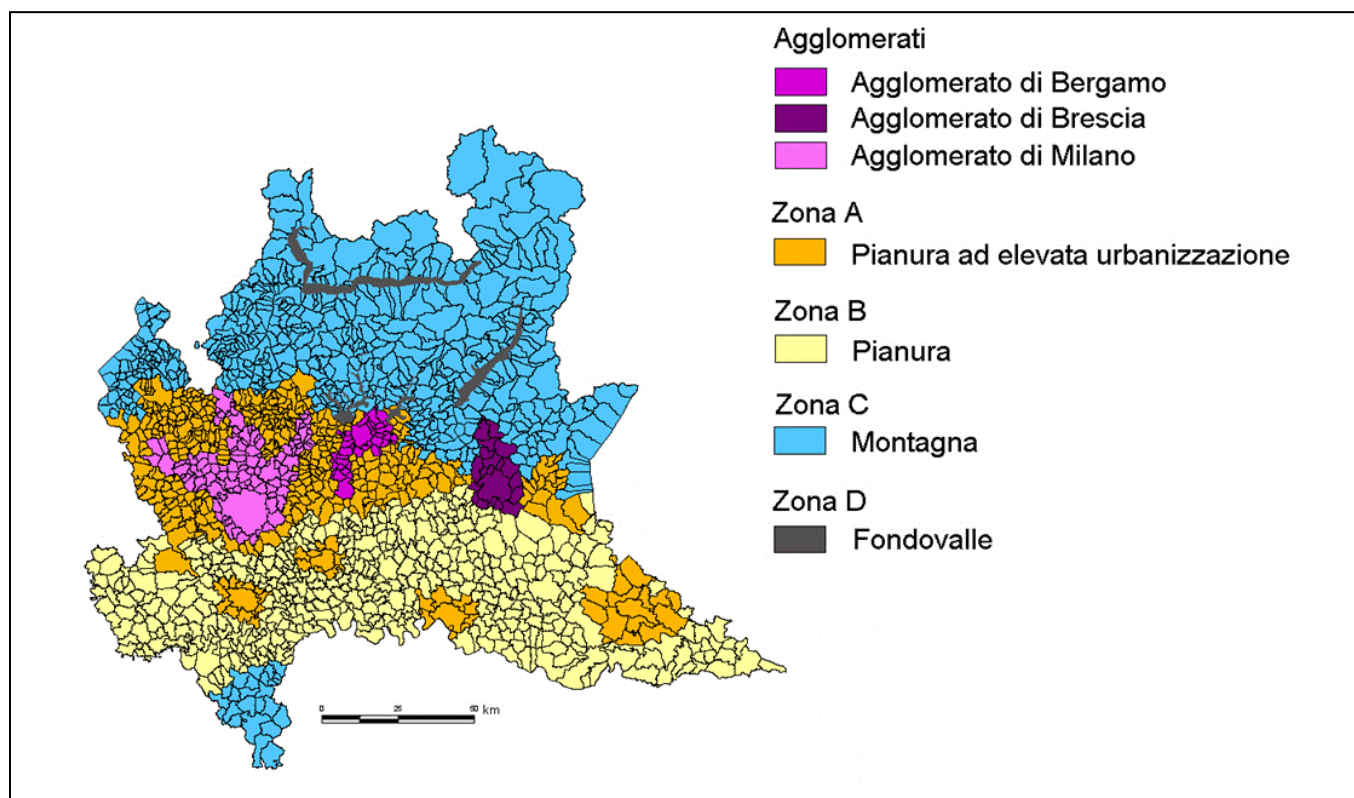 Agglomerati
Agglomerato di Bergamo
Agglomerato di Brescia
Agglomerato di Milano
Zona A
Pianura ad elevata urbanizzazione
Zona B
Pianura
Zona C
Montagna
Zona D
Fondovalle
0 25 50 km